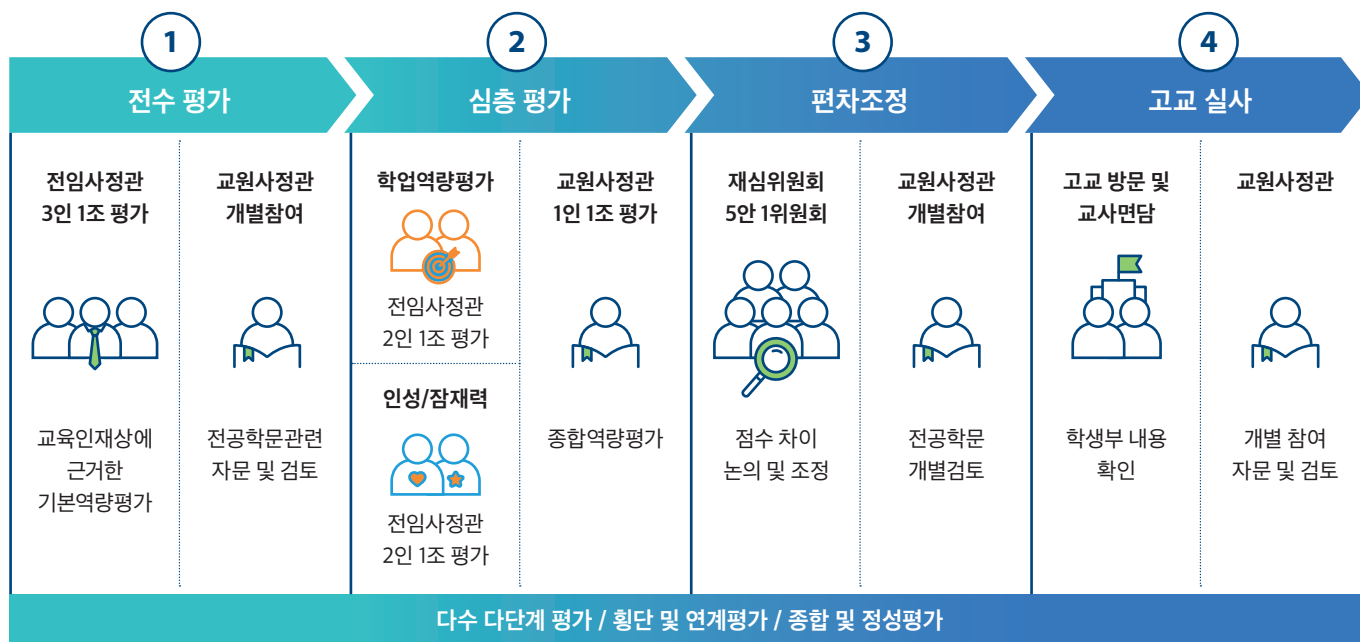 1
전수 평가
전임사정관
3인 1조 평가
교육인재상에
근거한
기본역량평가
교원사정관
개별참여
전공학문관련
자문 및 검토
2
심층 평가
학업역량평가
전임사정관
2인 1조 평가
인성/잠재력
전임사정관
2인 1조 평가
교원사정관
1인 1조 평가
종합역량평가
3
편차조정
재심위원회
5안 1위원회
점수 차이
논의 및 조정
교원사정관
개별참여
전공학문
개별검토
4
고교 실사
고교 방문 및
교사면담
학생부 내용
확인
교원사정관
개별 참여
자문 및 검토
다수 다단계 평가 / 횡단 및 연계평가 / 종합 및 정성평가